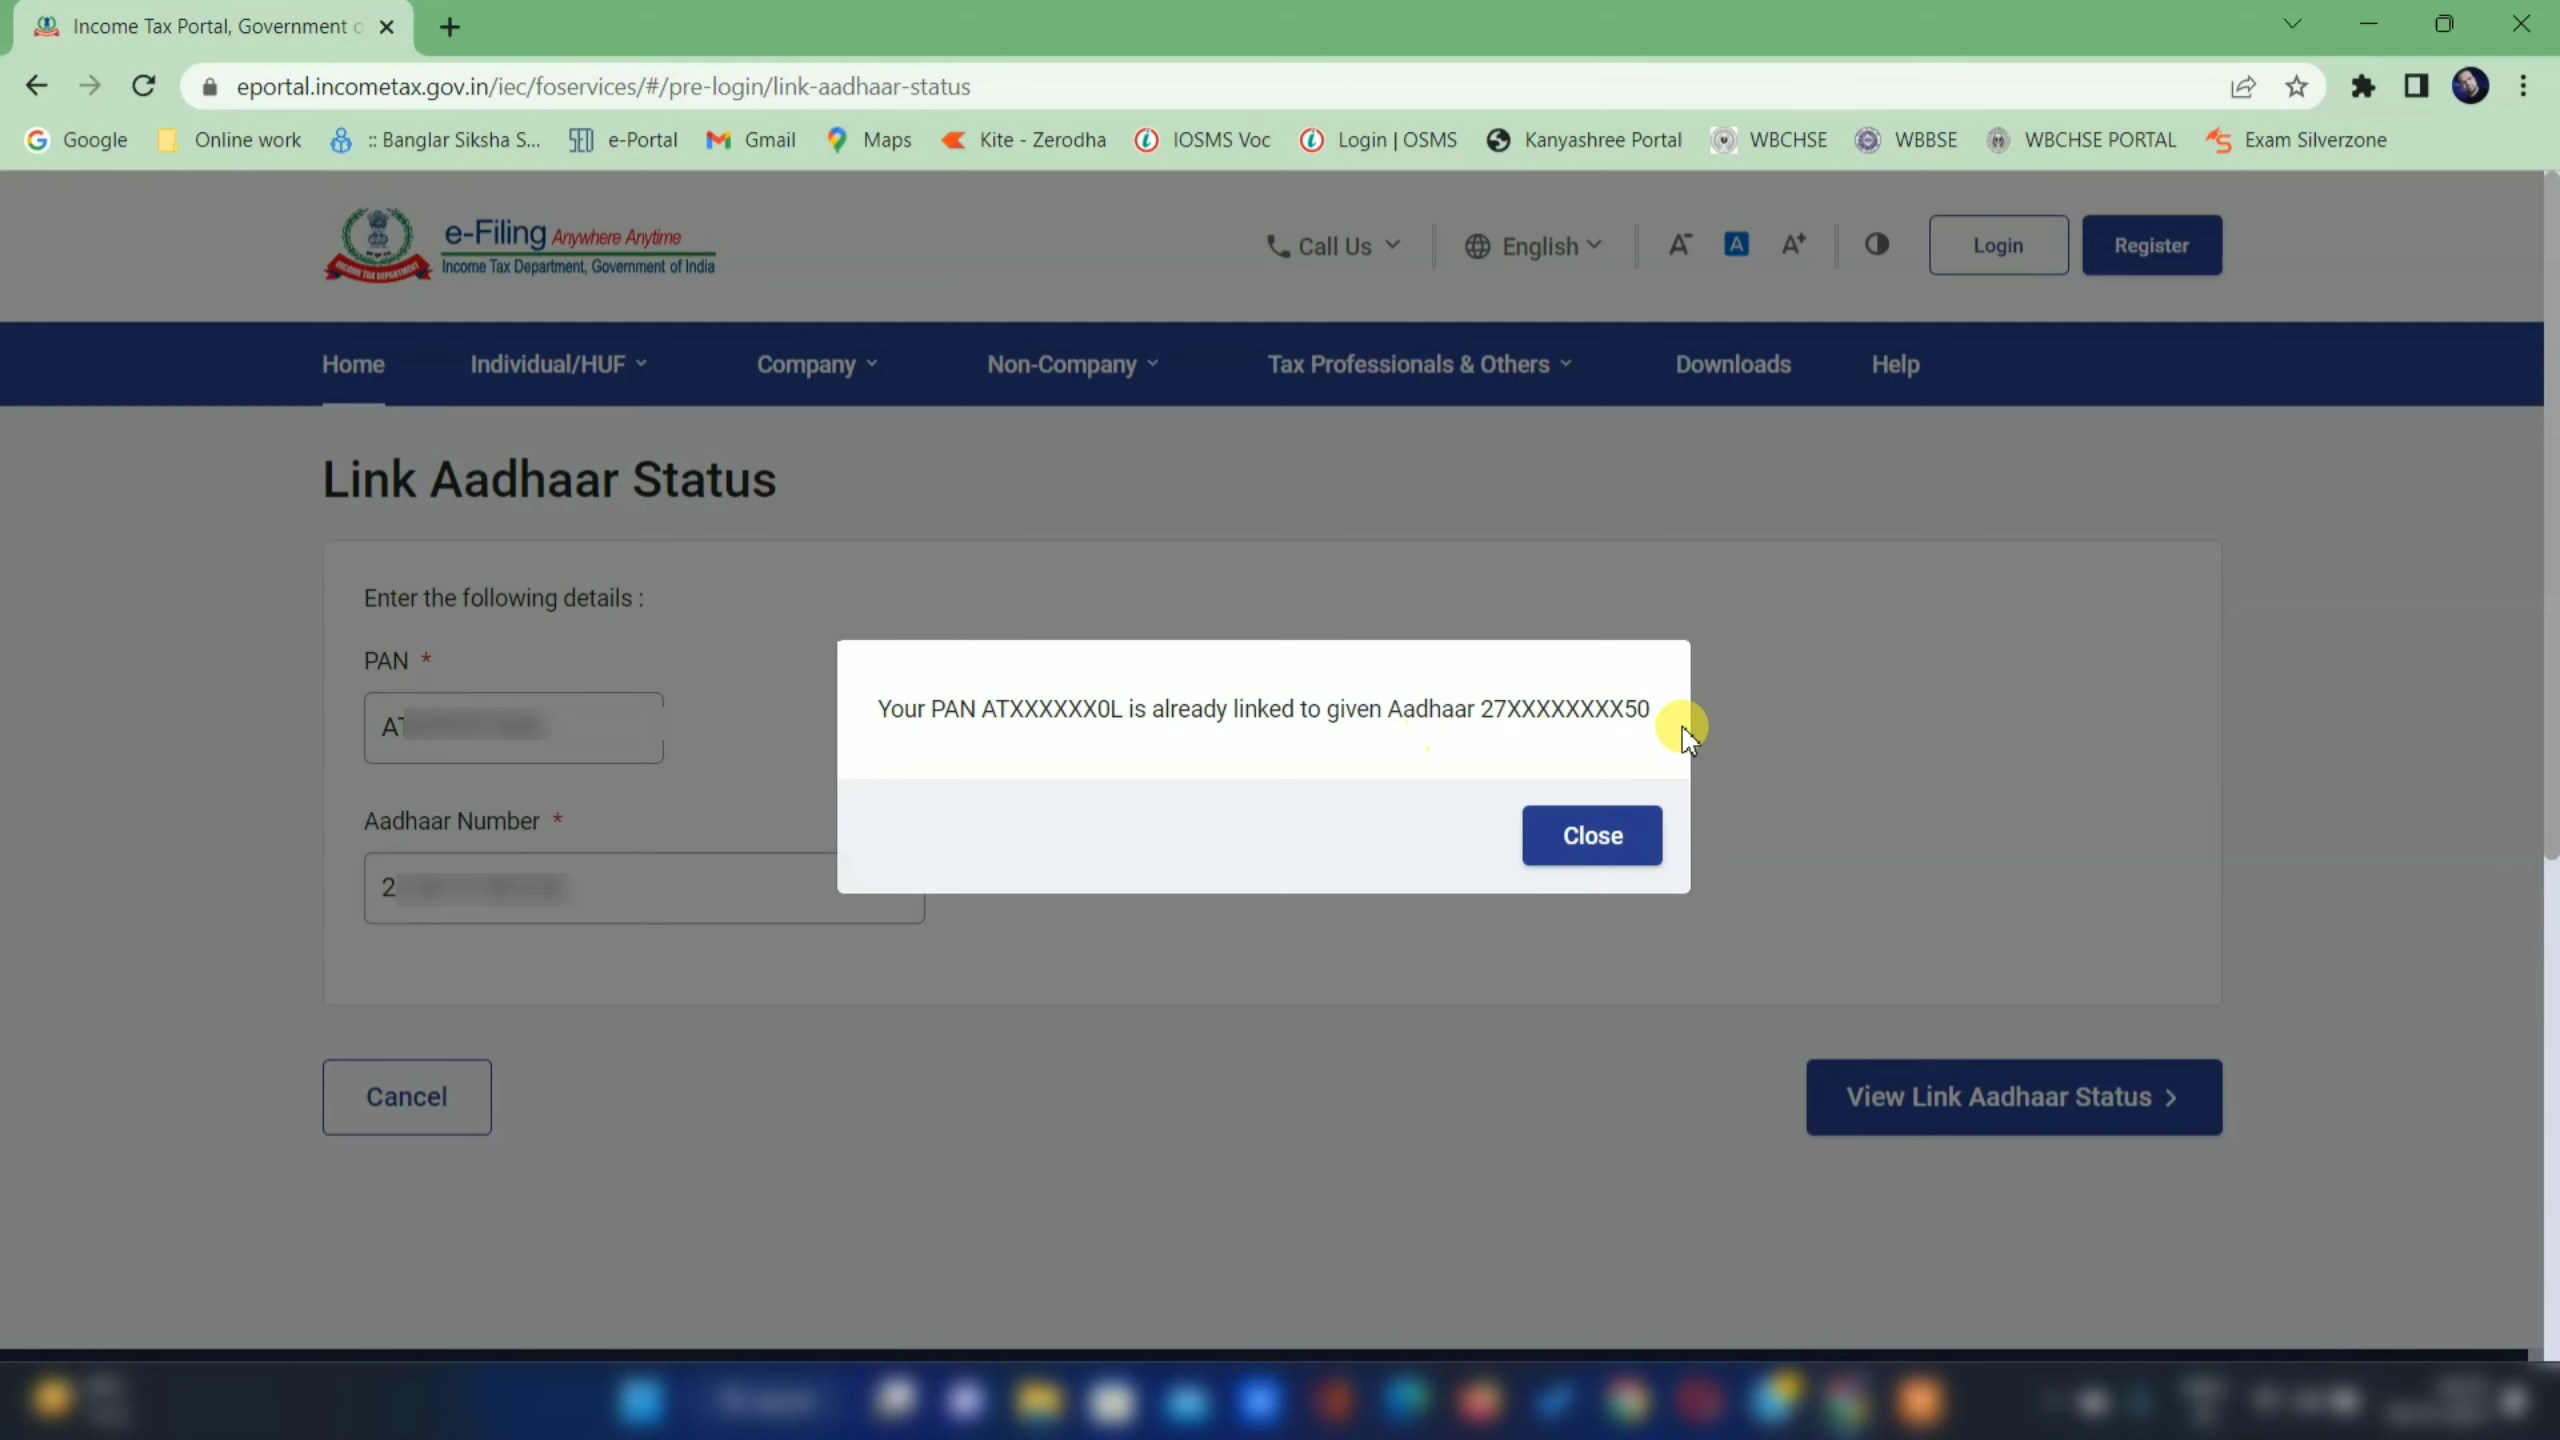 Income Tax Portal, Government
eportal.incometax.gov.in/iec/foservices/#/pre-login/link-aadhaar-status
Google Online work :: Banglar Siksha S... e-Portal Gmail Maps Kite - Zerodha IOSMS Voc Login | OSMS Kanyashree Portal WBCHSE WBBSE WBCHSE PORTAL Exam Silverzone
e-Filing Anywhere Anytime
Income Tax Department, Government of India
INCOME TAX DEPARTMENT
Call Us English A- A A+ Login Register
Home Individual/HUF Company Non-Company Tax Professionals & Others Downloads Help
Link Aadhaar Status
Enter the following details :
PAN *
AT
Your PAN ATXXXXXX0L is already linked to given Aadhaar 27XXXXXXXX50
Close
Aadhaar Number *
2
Cancel View Link Aadhaar Status >